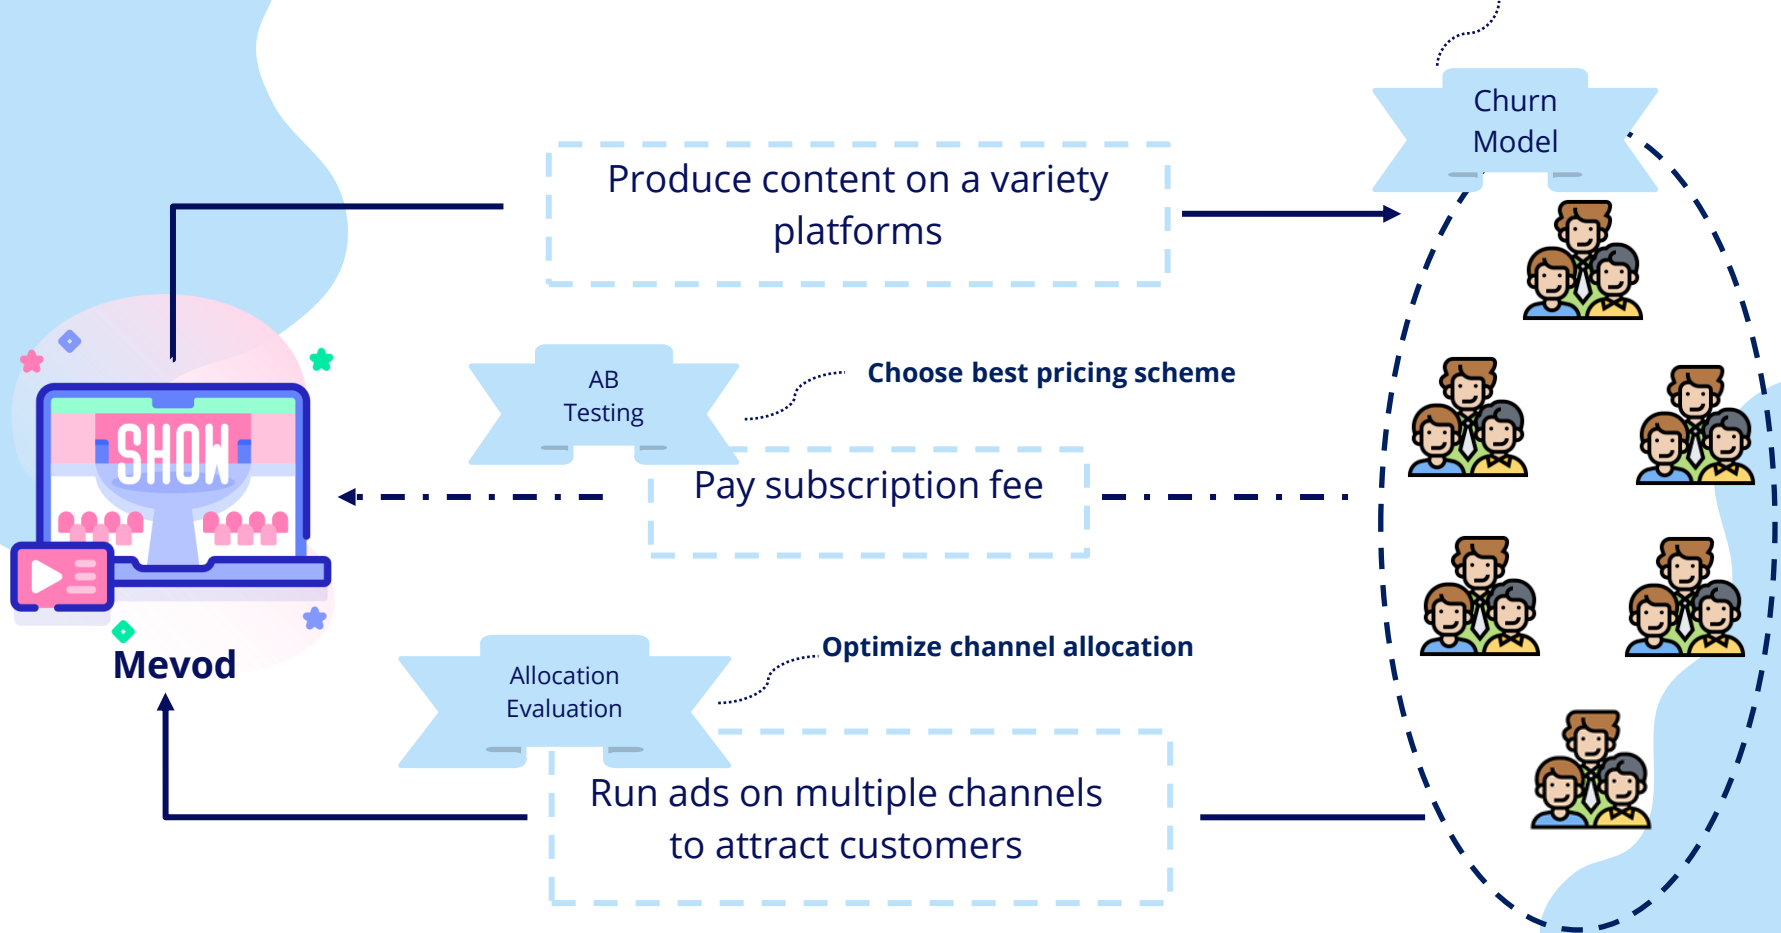 Churn
Model
Produce content on a variety
platforms
AB
Testing
Choose best pricing scheme
Pay subscription fee
SHOW
Mevod
Allocation
Evaluation
Optimize channel allocation
Run ads on multiple channels
to attract customers